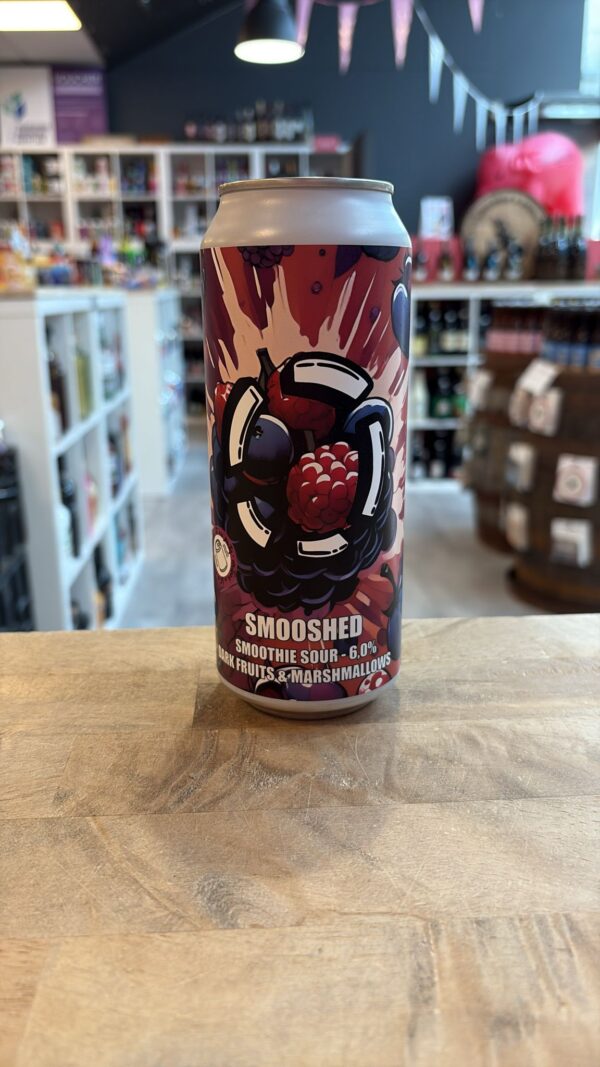 SMOOSHED
SMOOTHIE SOUR - 6.0%
DARK FRUITS & MARSHMALLOWS